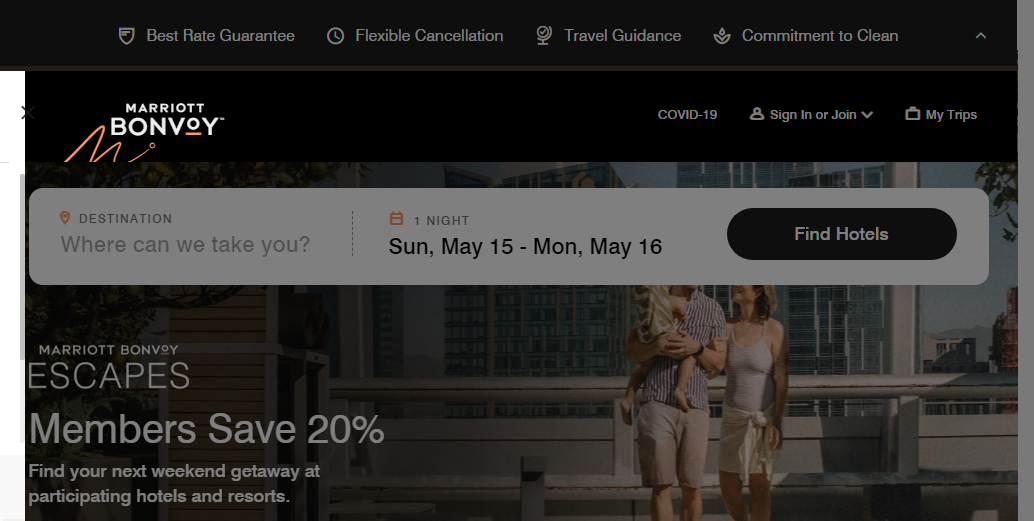 Best Rate Guarantee
Flexible Cancellation
Travel Guidance
Commitment to Clean
MARRIOTT
BONVOY™
COVID-19
Sign In or Join
My Trips
DESTINATION
Where can we take you?
1 NIGHT
Sun, May 15 - Mon, May 16
Find Hotels
MARRIOTT BONVOY
ESCAPES
Members Save 20%
Find your next weekend getaway at
participating hotels and resorts.